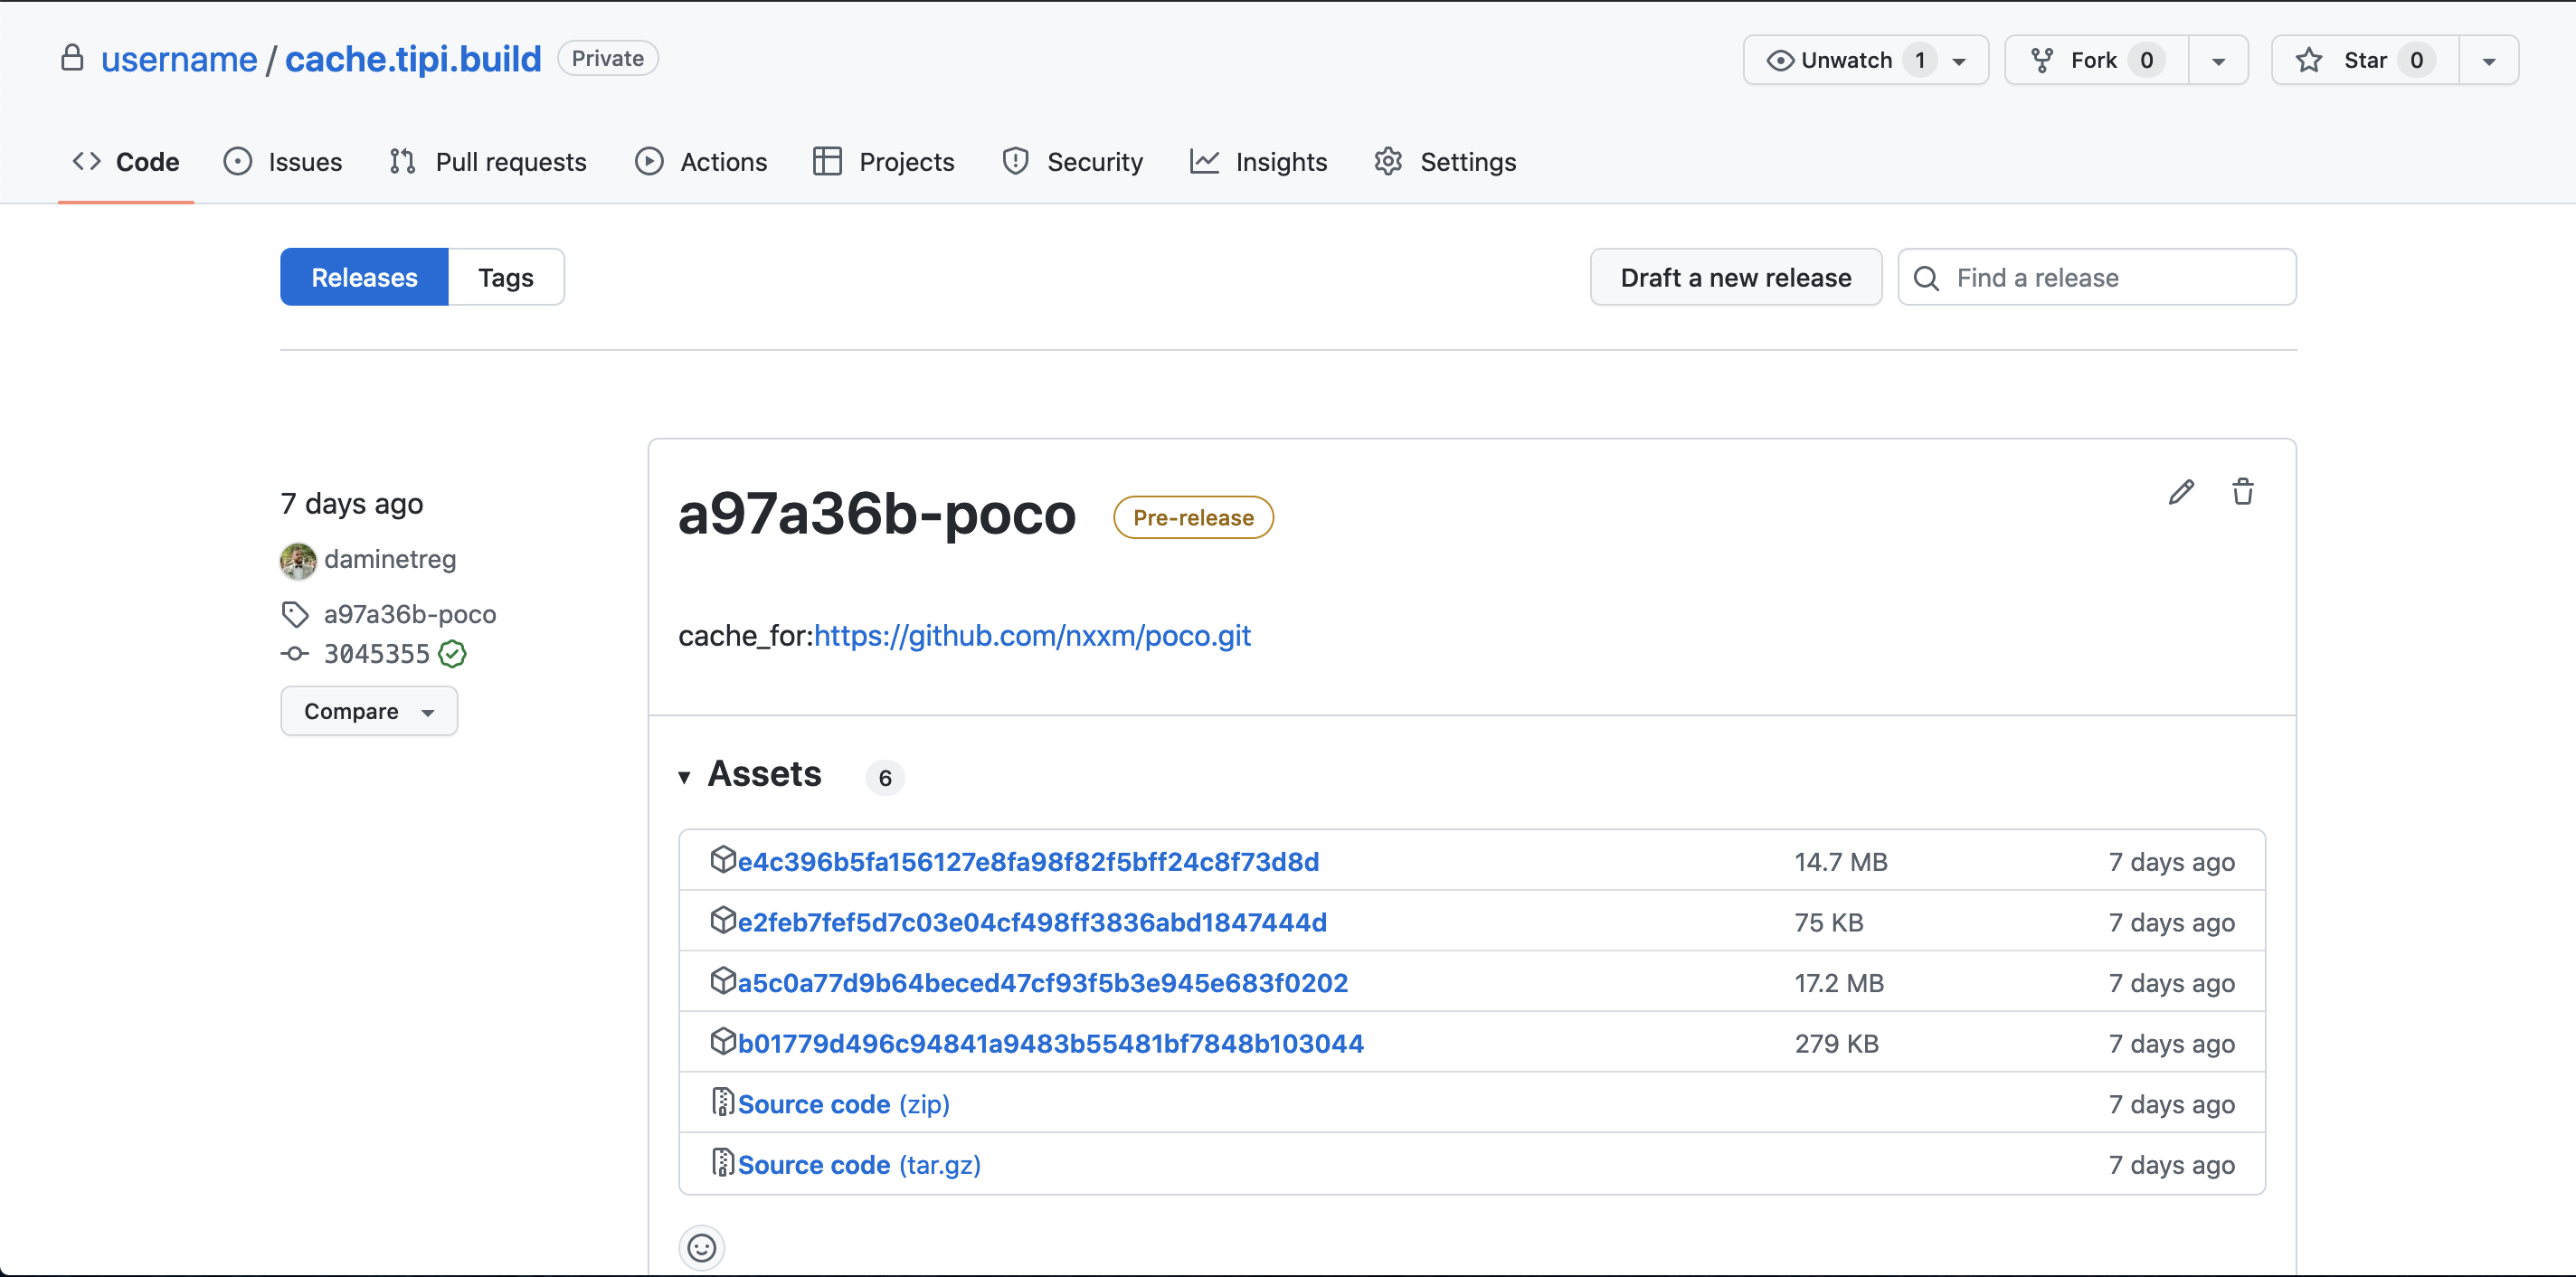 username / cache.tipi.build Private
Unwatch 1 Fork 0 Star 0
Code Issues Pull requests Actions Projects Security Insights Settings
Releases Tags
Draft a new release Find a release
7 days ago
daminetreg
a97a36b-poco
3045355
Compare
a97a36b-poco Pre-release
cache_for:https://github.com/nxxm/poco.git
Assets 6
e4c396b5fa156127e8fa98f82f5bff24c8f73d8d 14.7 MB 7 days ago
e2feb7fef5d7c03e04cf498ff3836abd1847444d 75 KB 7 days ago
a5c0a77d9b64beced47cf93f5b3e945e683f0202 17.2 MB 7 days ago
b01779d496c94841a9483b55481bf7848b103044 279 KB 7 days ago
Source code (zip) 7 days ago
Source code (tar.gz) 7 days ago